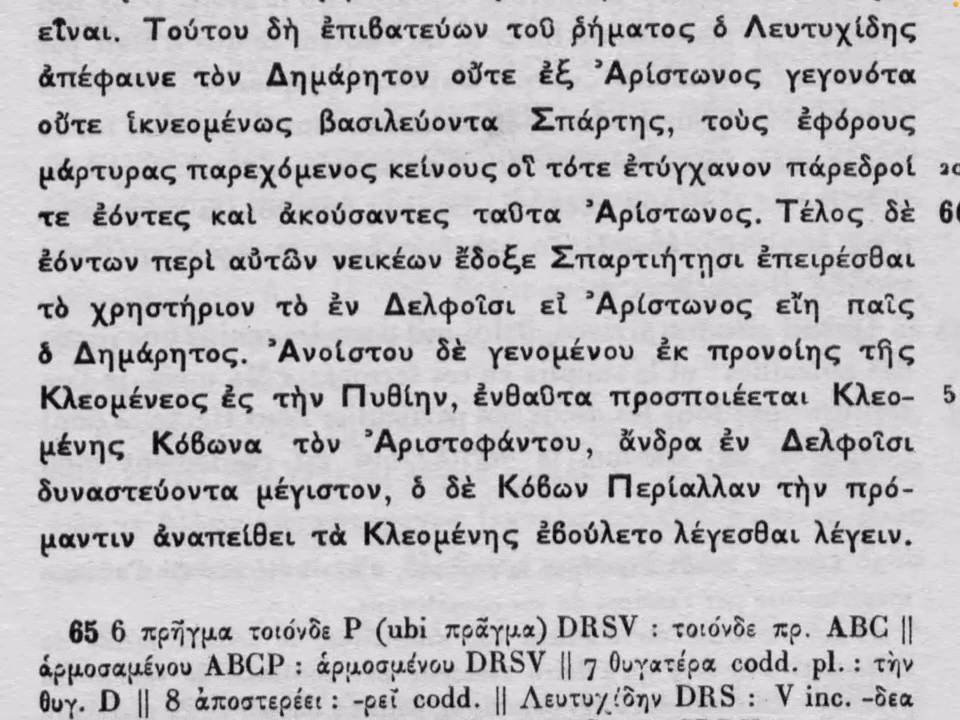 εἶναι. Τούτου δὴ ἐπιβατεύων τοῦ ῥήματος ὁ Λευτυχίδης
ἀπέφαινε τὸν Δημάρητον οὔτε ἐξ Ἀρίστωνος γεγονότα
οὔτε ἱκνεομένως βασιλεύοντα Σπάρτης, τοὺς ἐφόρους
μάρτυρας παρεχόμενος κείνους οἳ τότε ἐτύγχανον πάρεδροί 20
τε ἐόντες καὶ ἀκούσαντες ταῦτα Ἀρίστωνος. Τέλος δὲ 66
ἐόντων περὶ αὐτῶν νεικέων ἔδοξε Σπαρτιήτῃσι ἐπειρέσθαι
τὸ χρηστήριον τὸ ἐν Δελφοῖσι εἰ Ἀρίστωνος εἴη παῖς
ὁ Δημάρητος. Ἀνοίστου δὲ γενομένου ἐκ προνοίης τῆς
Κλεομένεος ἐς τὴν Πυθίην, ἐνθαῦτα προσποιέεται Κλεο- 5
μένης Κόβωνα τὸν Ἀριστοφάντου, ἄνδρα ἐν Δελφοῖσι
δυναστεύοντα μέγιστον, ὁ δὲ Κόβων Περίαλλαν τὴν πρό-
μαντιν ἀναπείθει τὰ Κλεομένης ἐβούλετο λέγεσθαι λέγειν.
65 6 πρῆγμα τοιόνδε P (ubi πρᾶγμα) DRSV : τοιόνδε πρ. ABC ||
ἁρμοσαμένου ABCP : ἁρμοσμένου DRSV || 7 θυγατέρα codd. pl. : τὴν
θυγ. D || 8 ἀποστερέει : -ρεῖ codd. || Λευτυχίδην DRS : V inc. -δεα